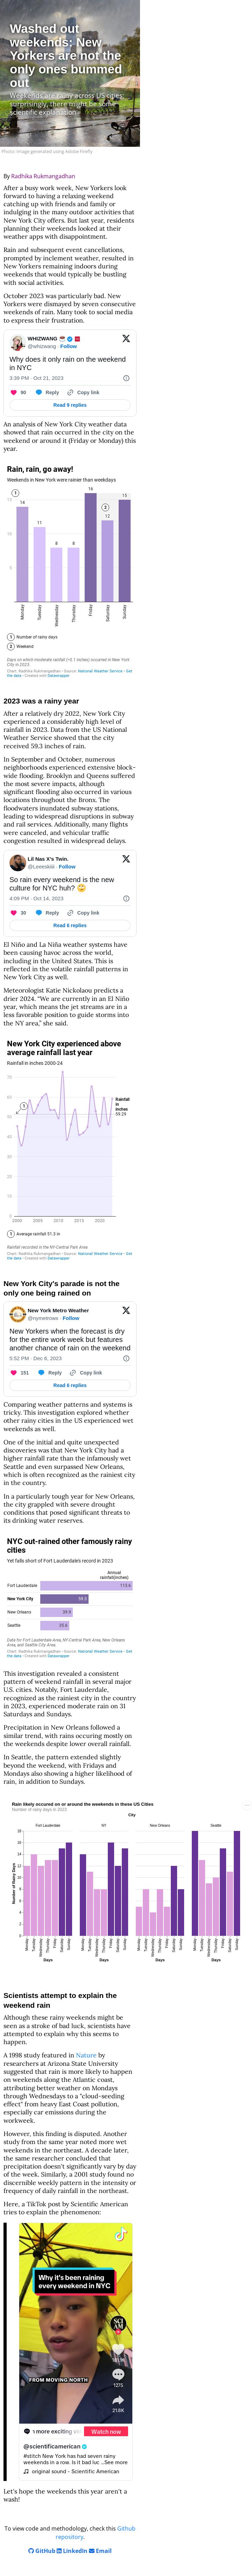 Washed out
weekends: New
Yorkers are not the
only ones bummed
out
Weekends are rainy across US cities;
surprisingly, there might be some
scientific explanation
Photo: Image generated using Adobe Firefly
By Radhika Rukmangadhan
After a busy work week, New Yorkers look
forward to having a relaxing weekend
catching up with friends and family or
indulging in the many outdoor activities that
New York City offers. But last year, residents
planning their weekends looked at their
weather apps with disappointment.
Rain and subsequent event cancellations,
prompted by inclement weather, resulted in
New Yorkers remaining indoors during
weekends that would typically be bustling
with social excursions.
October 2023 was particularly bad. New
Yorkers were dismayed by seven consecutive
weekends of rain. Many took to social media
to express their frustration.
WHIZWANG
@whizwang · Follow
Why does it only rain on the weekend
in NYC
3:39 PM · Oct 21, 2023
90 Reply Copy link
Read 9 replies
An analysis of New York City weather data
showed that rain occurred in the city on the
weekend or around it (Friday or Monday) this
year.
Rain, rain, go away!
Weekends in New York were rainier than weekdays
16
15
15
14
1
2
12
11
10
8
8
5
Monday
Tuesday
Wednesday
Thursday
Friday
Saturday
Sunday
1 Number of rainy days
2 Weekend
Days on which moderate rainfall (>0.1 inches) occurred in New York
City in 2023
Chart: Radhika Rukmangadhan • Source: National Weather Service • Get
the data • Created with Datawrapper
2023 was a rainy year
After a relatively dry 2022, New York City
experienced a considerably high level of
rainfall in 2023. Data from the US National
Weather Service showed that the city
received 59.3 inches of rain.
In September and October, numerous
neighborhoods experienced extensive block-
wide flooding. Brooklyn and Queens suffered
the most severe impacts, although
significant flooding occurred in various
locations throughout the Bronx. The
floodwaters inundated subway stations,
leading to widespread disruptions in subway
and rail services. Additionally, many flights
were canceled, and vehicular traffic
congestion resulted in widespread delays.
Lil Nas X's Twin.
@Leeeskiiii · Follow
So rain every weekend is the new
culture for NYC huh? 🙄
4:09 PM · Oct 14, 2023
30 Reply Copy link
Read 6 replies
El Niño and La Niña weather systems have
been causing havoc across the world,
including in the United States. This is
reflected in the volatile rainfall patterns in
New York City as well.
Meteorologist Katie Nickolaou predicts a
drier 2024. “We are currently in an El Niño
year, which means the jet streams are in a
less favorable position to guide storms into
the NY area,” she said.
New York City experienced above
average rainfall last year
Rainfall in inches 2000-24
70
60
50
40
30
20
10
0
1
Rainfall
in
inches
59.29
2000 2005 2010 2015 2020
1 Average rainfall 51.3 in
Rainfall recorded in the NY-Central Park Area
Chart: Radhika Rukmangadhan • Source: National Weather Service • Get
the data • Created with Datawrapper
New York City's parade is not the
only one being rained on
New York Metro Weather
@nymetrowx · Follow
New Yorkers when the forecast is dry
for the entire work week but features
another chance of rain on the weekend
5:52 PM · Dec 6, 2023
151 Reply Copy link
Read 6 replies
Comparing weather patterns and systems is
tricky. This investigation explored whether
other rainy cities in the US experienced wet
weekends as well.
One of the initial and quite unexpected
discoveries was that New York City had a
higher rainfall rate than the infamously wet
Seattle and even surpassed New Orleans,
which is often recognized as the rainiest city
in the country.
In a particularly tough year for New Orleans,
the city grappled with severe drought
conditions that posed significant threats to
its drinking water reserves.
NYC out-rained other famously rainy
cities
Yet falls short of Fort Lauderdale's record in 2023
Annual
rainfall(inches)
Fort Lauderdale 113.6
New York City 59.3
New Orleans 39.9
Seattle 35.6
Data for Fort Lauderdale Area, NY-Central Park Area, New Orleans
Area, and Seattle City Area,
Chart: Radhika Rukmangadhan • Source: National Weather Service • Get
the data • Created with Datawrapper
This investigation revealed a consistent
pattern of weekend rainfall in several major
U.S. cities. Notably, Fort Lauderdale,
recognized as the rainiest city in the country
in 2023, experienced moderate rain on 31
Saturdays and Sundays.
Precipitation in New Orleans followed a
similar trend, with rains occurring mostly on
the weekends despite lower overall rainfall.
In Seattle, the pattern extended slightly
beyond the weekend, with Fridays and
Mondays also showing a higher likelihood of
rain, in addition to Sundays.
Rain likely occured on or around the weekends in these US Cities
Number of rainy days in 2023
City
Fort Lauderdale NY New Orleans Seattle
Number of Rainy Days
18
16
14
12
10
8
6
4
2
0
Monday Tuesday Wednesday Thursday Friday Saturday Sunday
Monday Tuesday Wednesday Thursday Friday Saturday Sunday
Monday Tuesday Wednesday Thursday Friday Saturday Sunday
Monday Tuesday Wednesday Thursday Friday Saturday Sunday
Days Days Days Days
Scientists attempt to explain the
weekend rain
Although these rainy weekends might be
seen as a stroke of bad luck, scientists have
attempted to explain why this seems to
happen.
A 1998 study featured in Nature by
researchers at Arizona State University
suggested that rain is more likely to happen
on weekends along the Atlantic coast,
attributing better weather on Mondays
through Wednesdays to a "cloud-seeding
effect" from heavy East Coast pollution,
especially car emissions during the
workweek.
However, this finding is disputed. Another
study from the same year noted more wet
weekends in the northeast. A decade later,
the same researcher concluded that
precipitation doesn't significantly vary by day
of the week. Similarly, a 2001 study found no
discernible weekly pattern in the intensity or
frequency of daily rainfall in the northeast.
Here, a TikTok post by Scientific American
tries to explain the phenomenon:
Why it's been raining
every weekend in NYC
SCI
AM
1275
FROM MOVING NORTH
21.8K
Watch now
@scientificamerican
#stitch New York has had seven rainy
weekends in a row. Is it bad luc ...See more
original sound - Scientific American
Let's hope the weekends this year aren't a
wash!
To view code and methodology, check this Github
repository.
GitHub LinkedIn Email